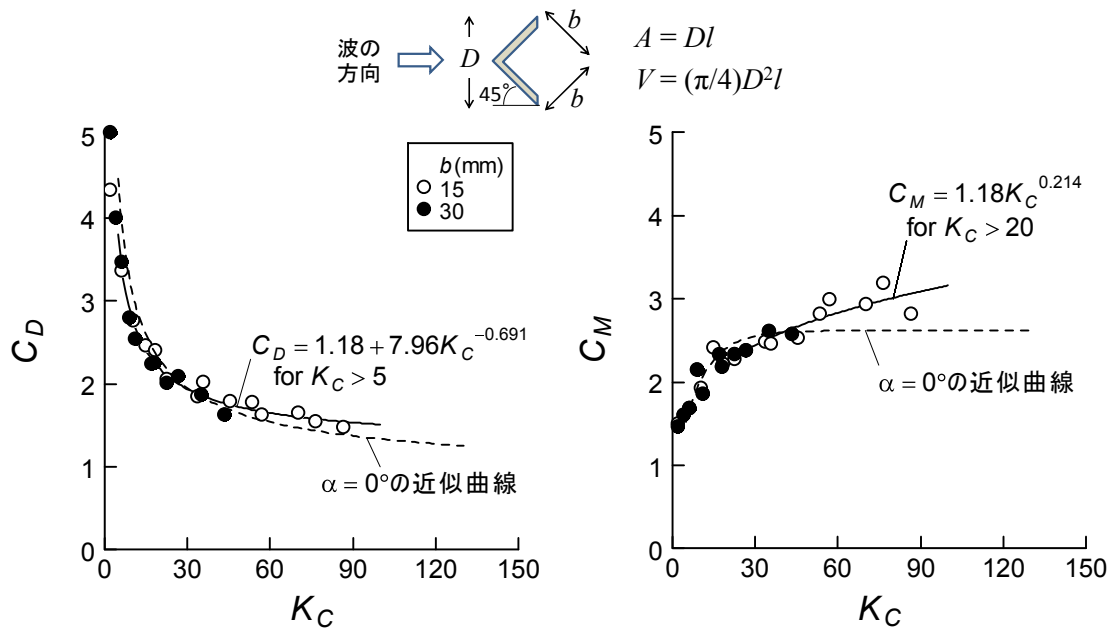 波の
方向
D
45°
b
b
A = Dl
V = (π/4)D²l
b (mm)
15
30
5
4
3
2
1
0
0 30 60 90 120 150
C_D
K_C
C_D = 1.18 + 7.96K_C^{-0.691}
for K_C > 5
α = 0°の近似曲線
5
4
3
2
1
0
0 30 60 90 120 150
C_M
K_C
C_M = 1.18K_C^{0.214}
for K_C > 20
α = 0°の近似曲線